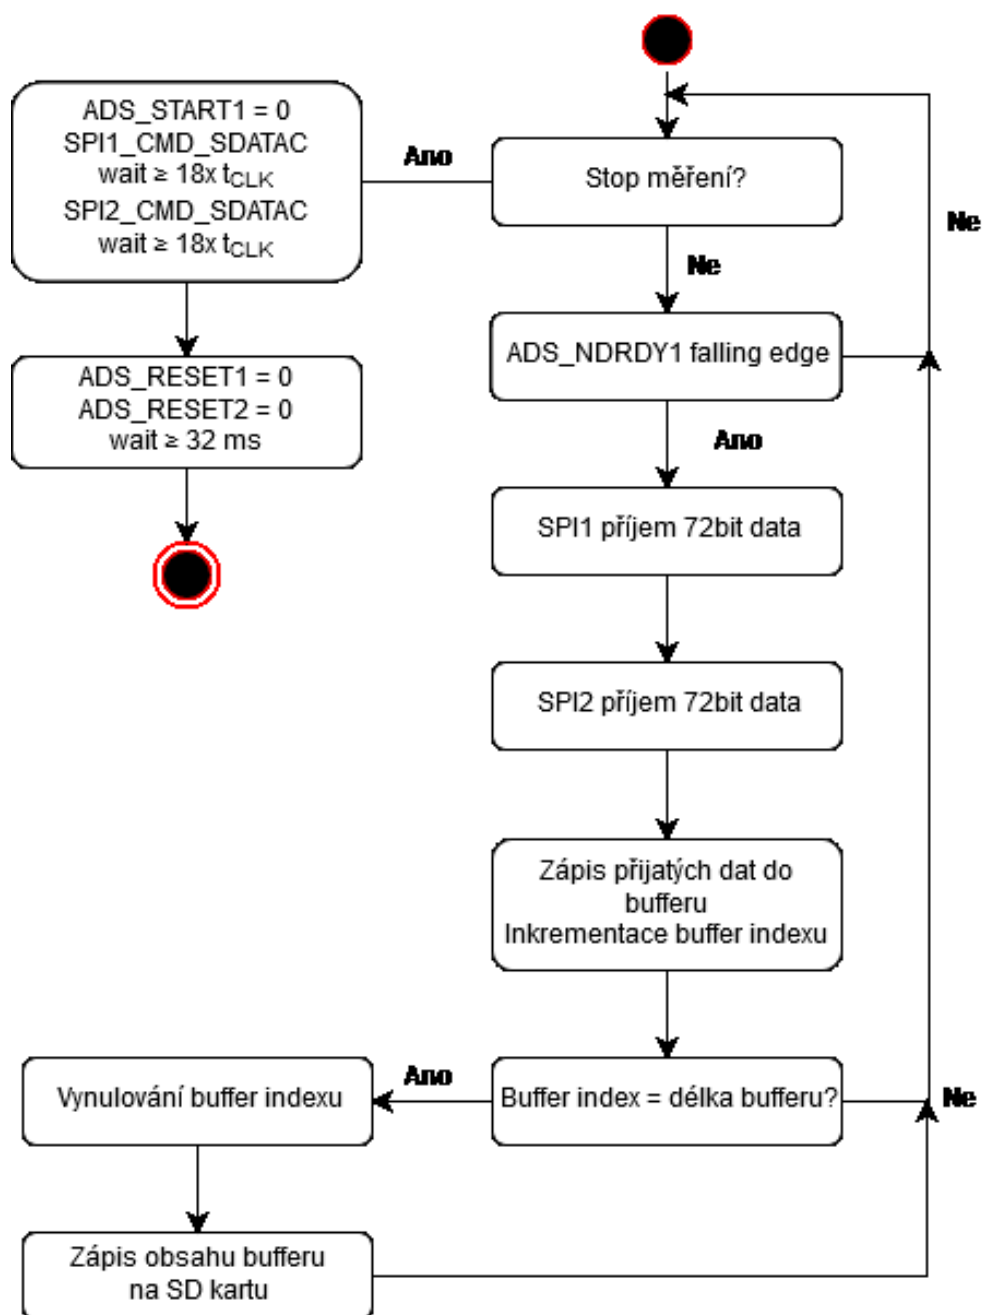 ADS_START1 = 0
SPI1_CMD_SDATAC
wait ≥ 18x tCLK
SPI2_CMD_SDATAC
wait ≥ 18x tCLK
Ano
Stop měření?
Ne
Ne
ADS_RESET1 = 0
ADS_RESET2 = 0
wait ≥ 32 ms
ADS_NDRDY1 falling edge
Ano
SPI1 příjem 72bit data
SPI2 příjem 72bit data
Zápis přijatých dat do
bufferu
Inkrementace buffer indexu
Vynulování buffer indexu
Ano
Buffer index = délka bufferu?
Ne
Zápis obsahu bufferu
na SD kartu